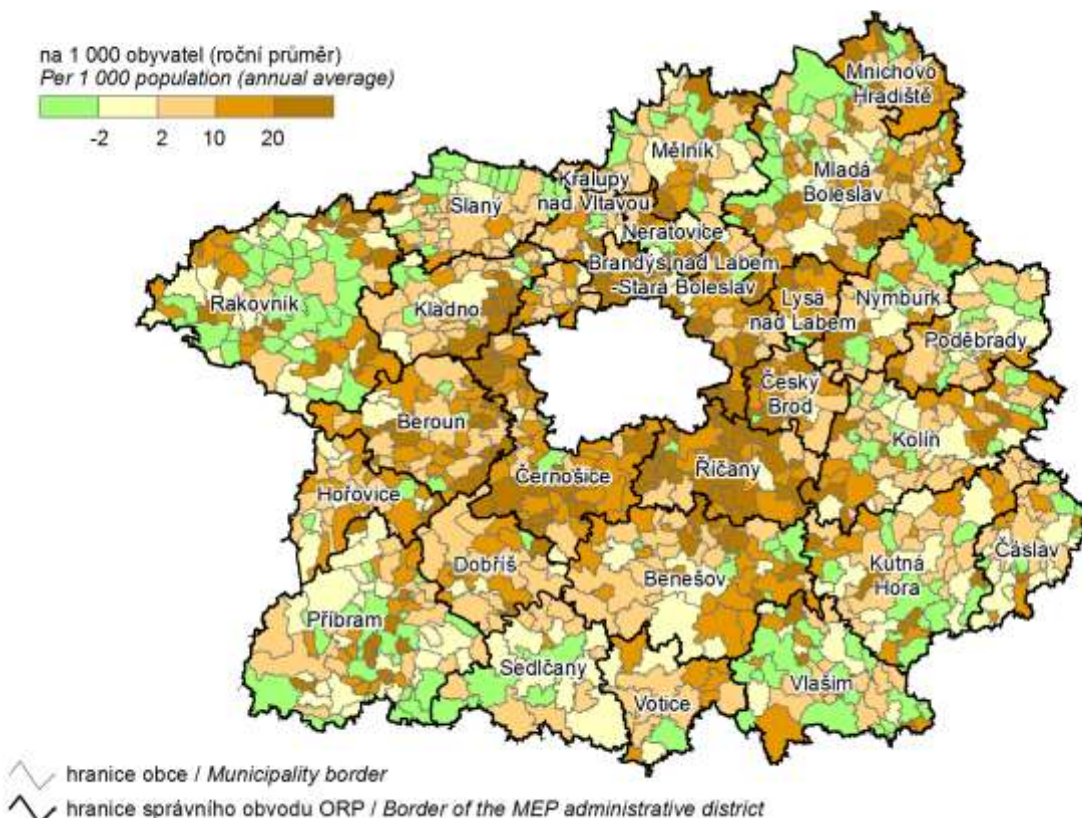 na 1 000 obyvatel (roční průměr)
Per 1 000 population (annual average)
-2 2 10 20
Mnichovo
Hradiště
Mělník
Mladá
Boleslav
Kralupy
nad Vltavou
Slaný
Neratovice
Brandýs nad Labem
-Stará Boleslav
Rakovník
Kladno
Lysá
nad Labem
Nymburk
Poděbrady
Český
Brod
Beroun
Kolín
Černošice
Říčany
Hořovice
Dobříš
Benešov
Kutná
Hora
Čáslav
Příbram
Sedlčany
Votice
Vlašim
hranice obce / Municipality border
hranice správního obvodu ORP / Border of the MEP administrative district